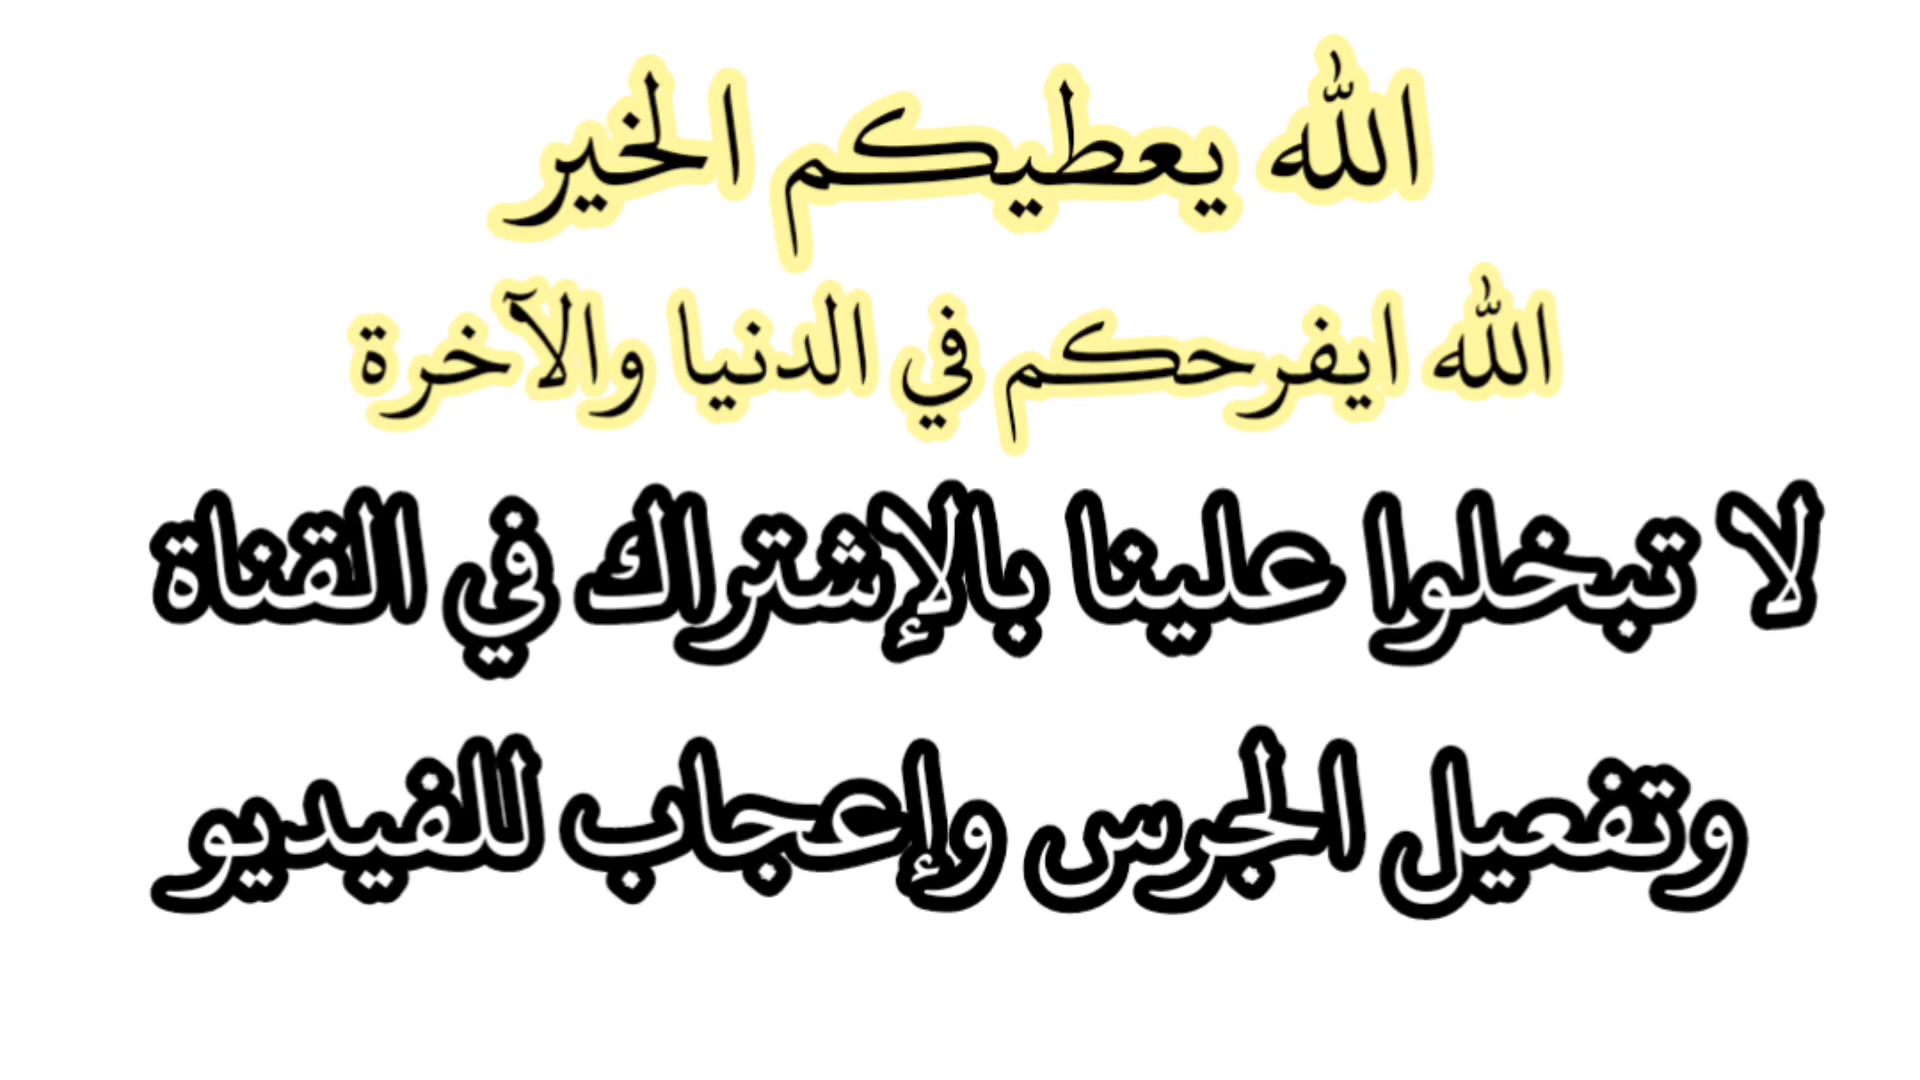 الله يعطيكم الخير
الله ايفرحكم في الدنيا والآخرة
لا تبخلوا علينا بالإشتراك في القناة
وتفعيل الجرس وإعجاب للفيديو